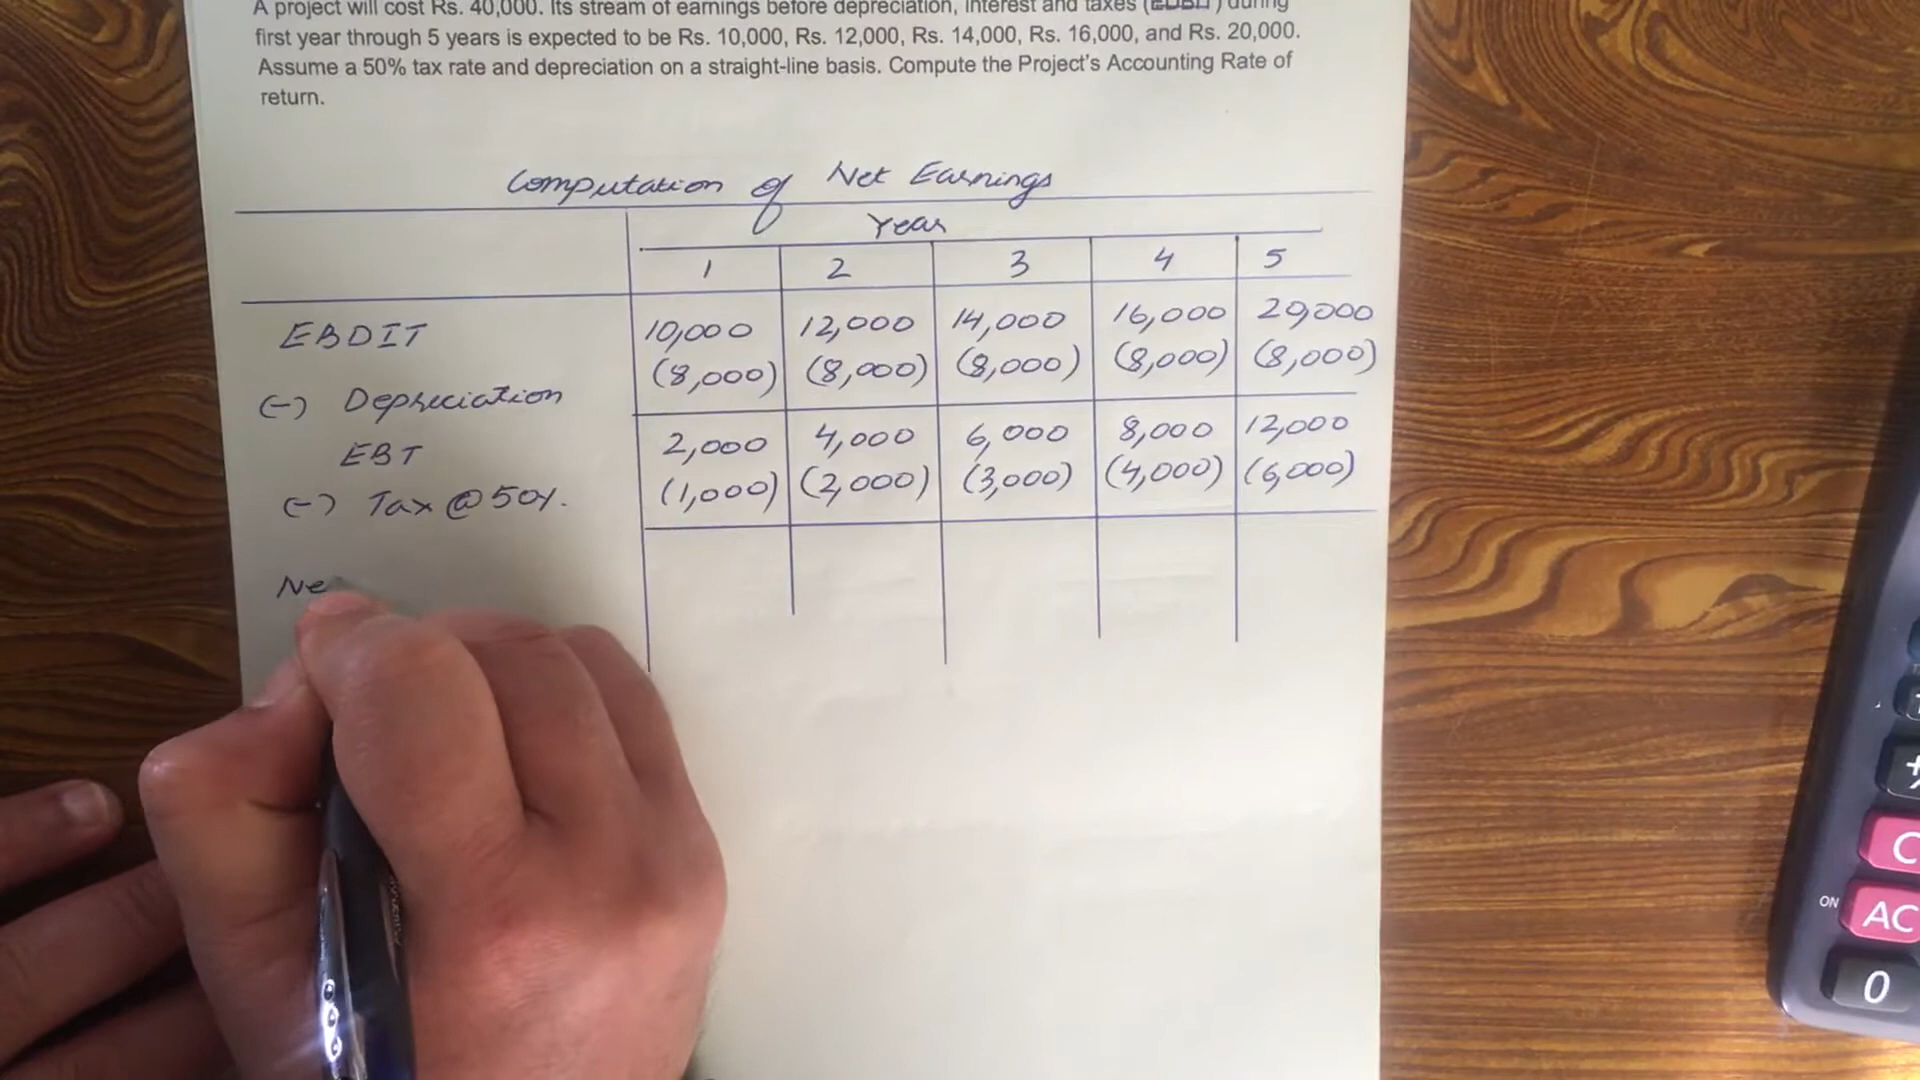 A project will cost Rs. 40,000. Its stream of earnings before depreciation, interest and taxes (EDBIT) during
first year through 5 years is expected to be Rs. 10,000, Rs. 12,000, Rs. 14,000, Rs. 16,000, and Rs. 20,000.
Assume a 50% tax rate and depreciation on a straight-line basis. Compute the Project's Accounting Rate of
return.
Computation of Net Earnings
Year
1 2 3 4 5
EBDIT 10,000 12,000 14,000 16,000 20,000
(-) Depreciation (8,000) (8,000) (8,000) (8,000) (8,000)
EBT 2,000 4,000 6,000 8,000 12,000
(-) Tax @ 50%. (1,000) (2,000) (3,000) (4,000) (6,000)
Ne
C
ON AC
0